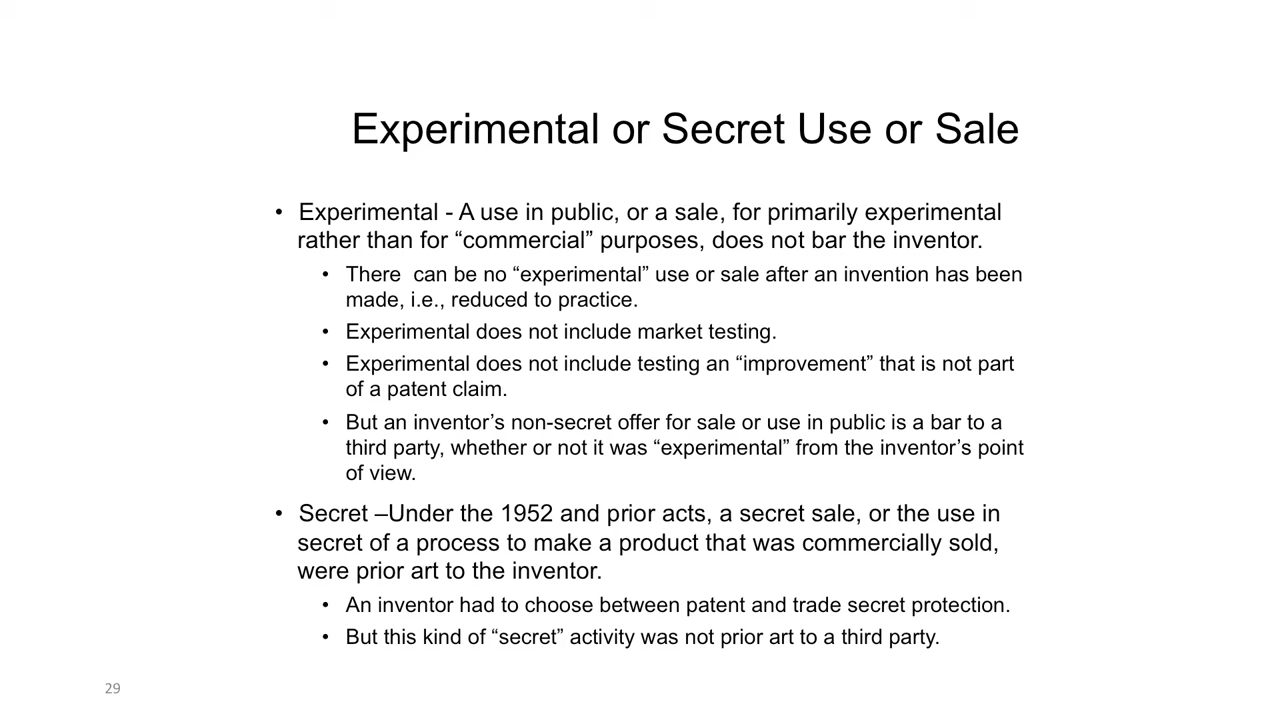 Experimental or Secret Use or Sale
• Experimental - A use in public, or a sale, for primarily experimental
rather than for “commercial” purposes, does not bar the inventor.
• There can be no “experimental” use or sale after an invention has been
made, i.e., reduced to practice.
• Experimental does not include market testing.
• Experimental does not include testing an “improvement” that is not part
of a patent claim.
• But an inventor’s non-secret offer for sale or use in public is a bar to a
third party, whether or not it was “experimental” from the inventor’s point
of view.
• Secret –Under the 1952 and prior acts, a secret sale, or the use in
secret of a process to make a product that was commercially sold,
were prior art to the inventor.
• An inventor had to choose between patent and trade secret protection.
• But this kind of “secret” activity was not prior art to a third party.
29